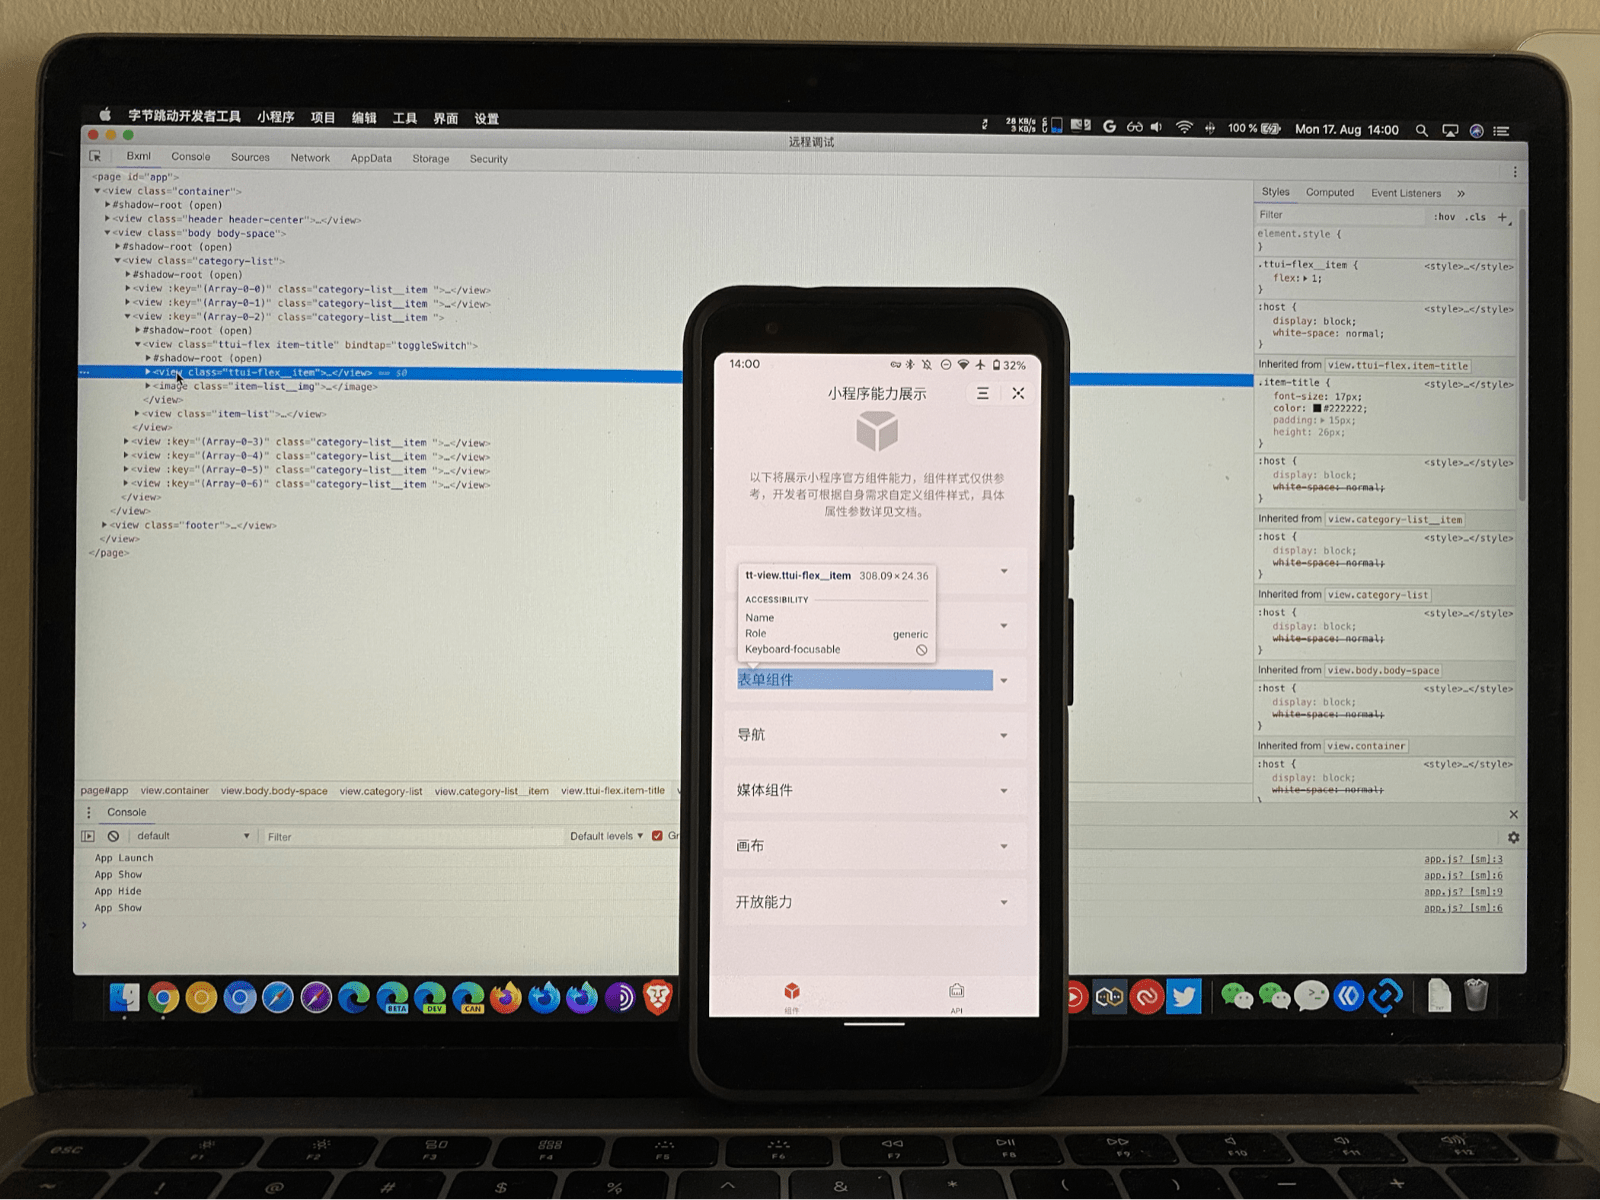 字节跳动开发者工具 小程序 项目 编辑 工具 界面 设置
28 KB/s
3 KB/s
100 % Mon 17. Aug 14:00
远程调试
Bxml Console Sources Network AppData Storage Security
<page id="app">
▼<view class="container">
▶#shadow-root (open)
▶<view class="header header-center">…</view>
▼<view class="body body-space">
▶#shadow-root (open)
▼<view class="category-list">
▶#shadow-root (open)
▶<view :key="(Array-0-0)" class="category-list__item ">…</view>
▶<view :key="(Array-0-1)" class="category-list__item ">…</view>
▼<view :key="(Array-0-2)" class="category-list__item ">
▶#shadow-root (open)
▼<view class="ttui-flex item-title" bindtap="toggleSwitch">
▶#shadow-root (open)
▶<view class="ttui-flex__item">…</view> == $0
▶<image class="item-list__img">…</image>
</view>
▶<view class="item-list">…</view>
</view>
▶<view :key="(Array-0-3)" class="category-list__item ">…</view>
▶<view :key="(Array-0-4)" class="category-list__item ">…</view>
▶<view :key="(Array-0-5)" class="category-list__item ">…</view>
▶<view :key="(Array-0-6)" class="category-list__item ">…</view>
</view>
</view>
▶<view class="footer">…</view>
</view>
</page>
page#app view.container view.body.body-space view.category-list view.category-list__item view.ttui-flex.item-title
Console
default ▼ Filter Default levels ▼ Gr
App Launch
App Show
App Hide
App Show
app.js? [sm]:3
app.js? [sm]:6
app.js? [sm]:9
app.js? [sm]:6
Styles Computed Event Listeners »
Filter :hov .cls +
element.style {
}
.ttui-flex__item { <style>…</style>
flex:▶ 1;
}
:host { <style>…</style>
display: block;
white-space: normal;
}
Inherited from view.ttui-flex.item-title
.item-title { <style>…</style>
font-size: 17px;
color: #222222;
padding:▶ 15px;
height: 26px;
}
:host { <style>…</style>
display: block;
white-space: normal;
}
Inherited from view.category-list__item
:host { <style>…</style>
display: block;
white-space: normal;
}
Inherited from view.category-list
:host { <style>…</style>
display: block;
white-space: normal;
}
Inherited from view.body.body-space
:host { <style>…</style>
display: block;
white-space: normal;
}
Inherited from view.container
:host { <style>…</style>
display: block;
white-space: normal;
14:00 32%
小程序能力展示
以下将展示小程序官方组件能力，组件样式仅供参
考，开发者可根据自身需求自定义组件样式，具体
属性参数详见文档。
tt-view.ttui-flex__item 308.09 × 24.36
ACCESSIBILITY
Name
Role generic
Keyboard-focusable
表单组件
导航
媒体组件
画布
开放能力
组件 API
BETA DEV CAN
esc F1 F2 F3 F4 F5 F6 F7 F8 F9 F10 F11 F12
~ ! @ # $ % ^ & * ( ) — +